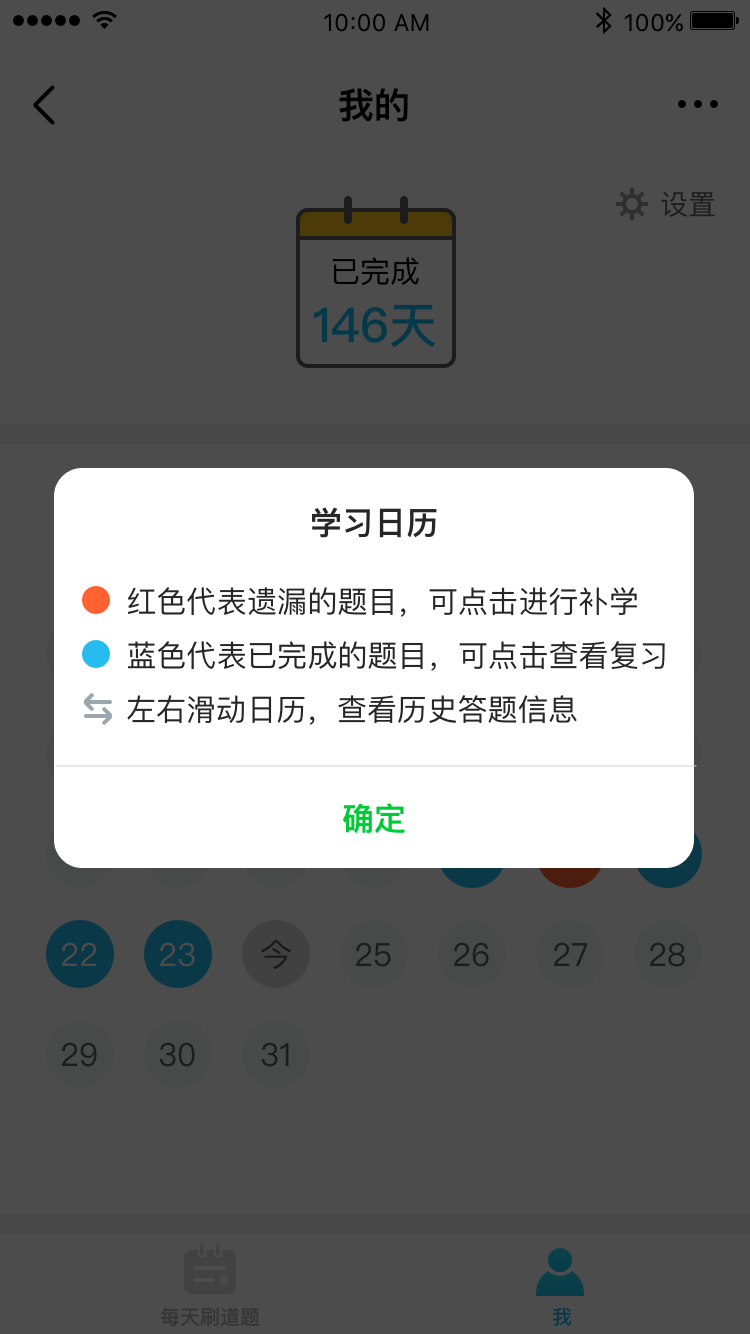 10:00 AM 100%
我的
设置
已完成
146天
学习日历
红色代表遗漏的题目，可点击进行补学
蓝色代表已完成的题目，可点击查看复习
左右滑动日历，查看历史答题信息
确定
22 23 今 25 26 27 28
29 30 31
每天刷道题 我